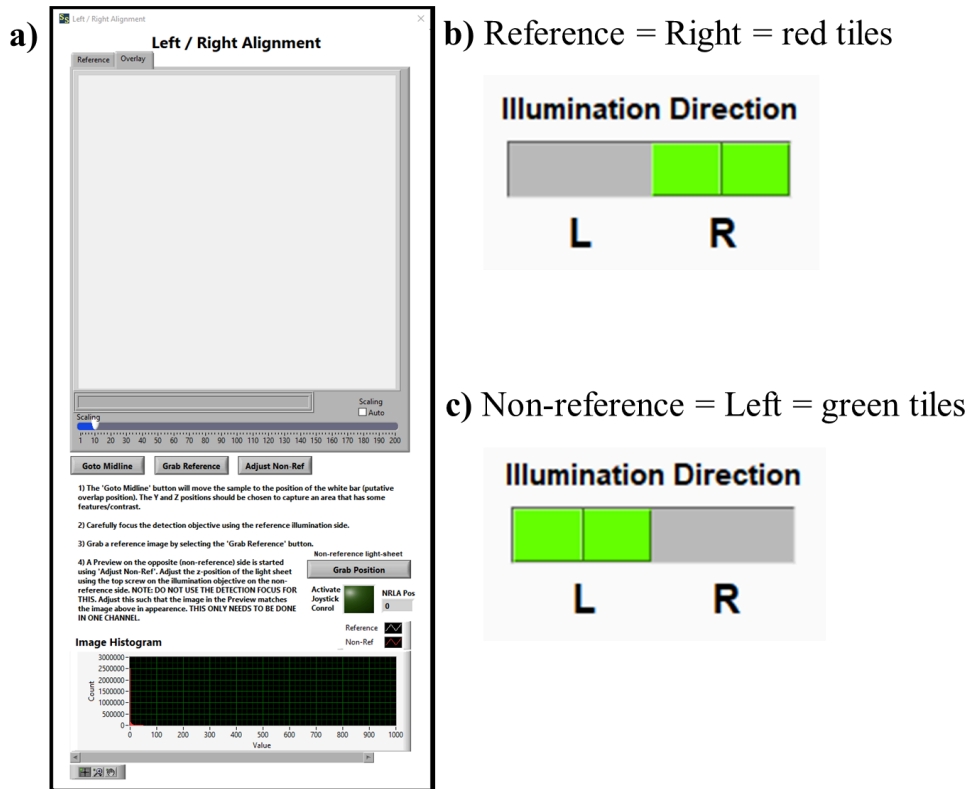 a)
Left / Right Alignment
Left / Right Alignment
Reference Overlay
Scaling
Auto
Scaling
1 10 20 30 40 50 60 70 80 90 100 110 120 130 140 150 160 170 180 190 200
Goto Midline Grab Reference Adjust Non-Ref
1) The 'Goto Midline' button will move the sample to the position of the white bar (putative
overlap position). The Y and Z positions should be chosen to capture an area that has some
features/contrast.
2) Carefully focus the detection objective using the reference illumination side.
3) Grab a reference image by selecting the 'Grab Reference' button.
4) A Preview on the opposite (non-reference) side is started
using 'Adjust Non-Ref'. Adjust the z-position of the light sheet
using the top screw on the illumination objective on the non-
reference side. NOTE: DO NOT USE THE DETECTION FOCUS FOR
THIS. Adjust this such that the image in the Preview matches
the image above in appearence. THIS ONLY NEEDS TO BE DONE
IN ONE CHANNEL.
Non-reference light-sheet
Grab Position
Activate
Joystick
Conrol
NRLA Pos
0
Reference
Non-Ref
Image Histogram
3000000
2500000
2000000
1500000
1000000
500000
0
Count
0 100 200 300 400 500 600 700 800 900 1000
Value
b) Reference = Right = red tiles
Illumination Direction
L R
c) Non-reference = Left = green tiles
Illumination Direction
L R